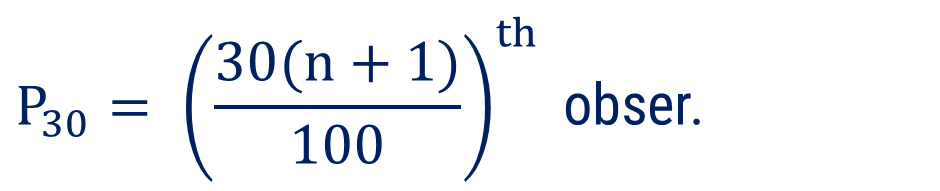 P₃₀ = (30(n + 1)/100)ᵗʰ obser.